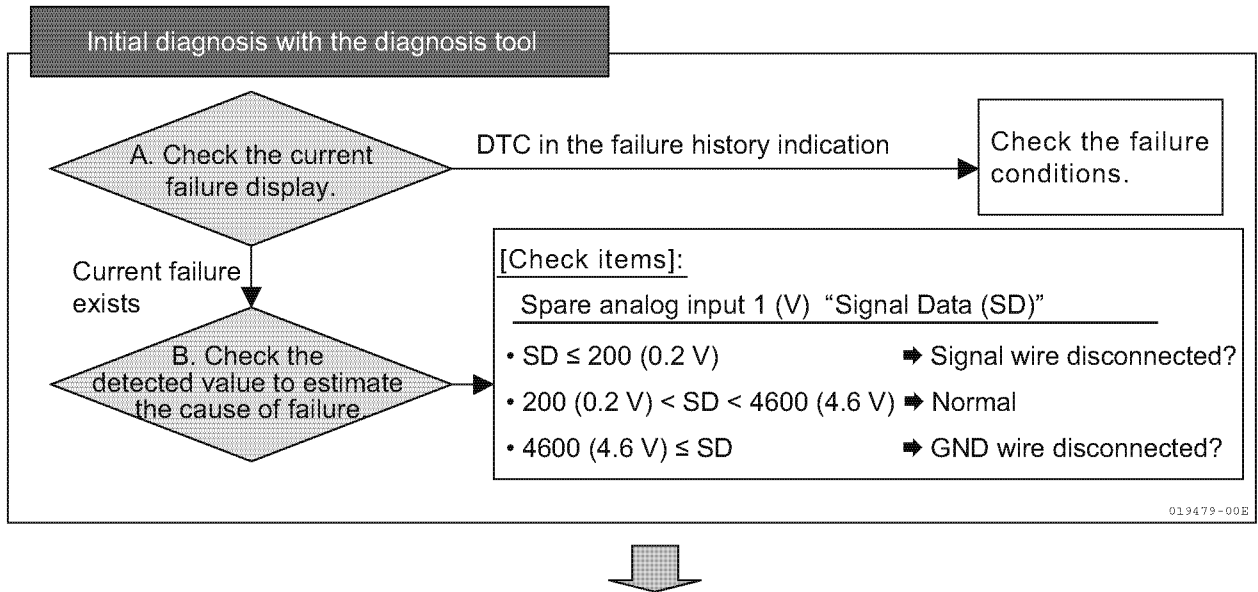 Initial diagnosis with the diagnosis tool
A. Check the current
failure display.
DTC in the failure history indication
Check the failure
conditions.
Current failure
exists
B. Check the
detected value to estimate
the cause of failure.
[Check items]:
Spare analog input 1 (V) “Signal Data (SD)”
• SD ≤ 200 (0.2 V) ➡ Signal wire disconnected?
• 200 (0.2 V) < SD < 4600 (4.6 V) ➡ Normal
• 4600 (4.6 V) ≤ SD ➡ GND wire disconnected?
019479-00E